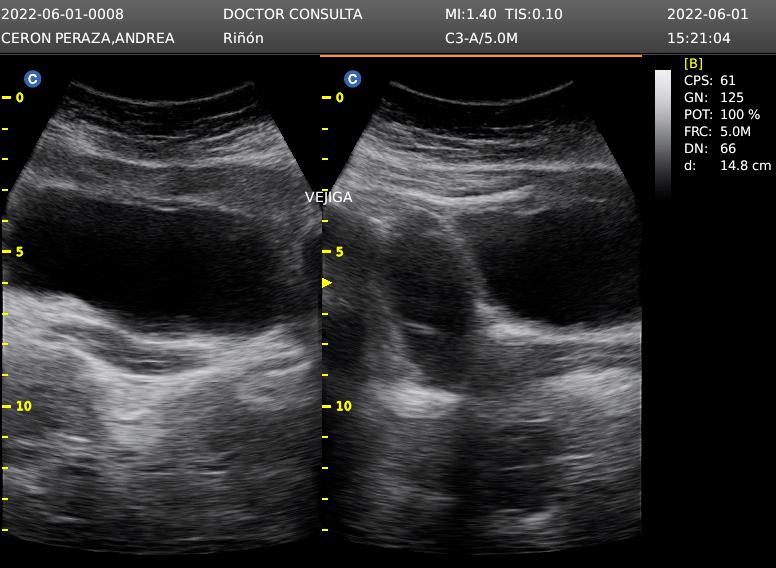 2022-06-01-0008 DOCTOR CONSULTA MI:1.40 TIS:0.10 2022-06-01
CERON PERAZA,ANDREA Riñón C3-A/5.0M 15:21:04
[B]
C C
CPS: 61
0 0
GN: 125
POT: 100 %
FRC: 5.0M
DN: 66
d: 14.8 cm
VEJIGA
5 5
10 10